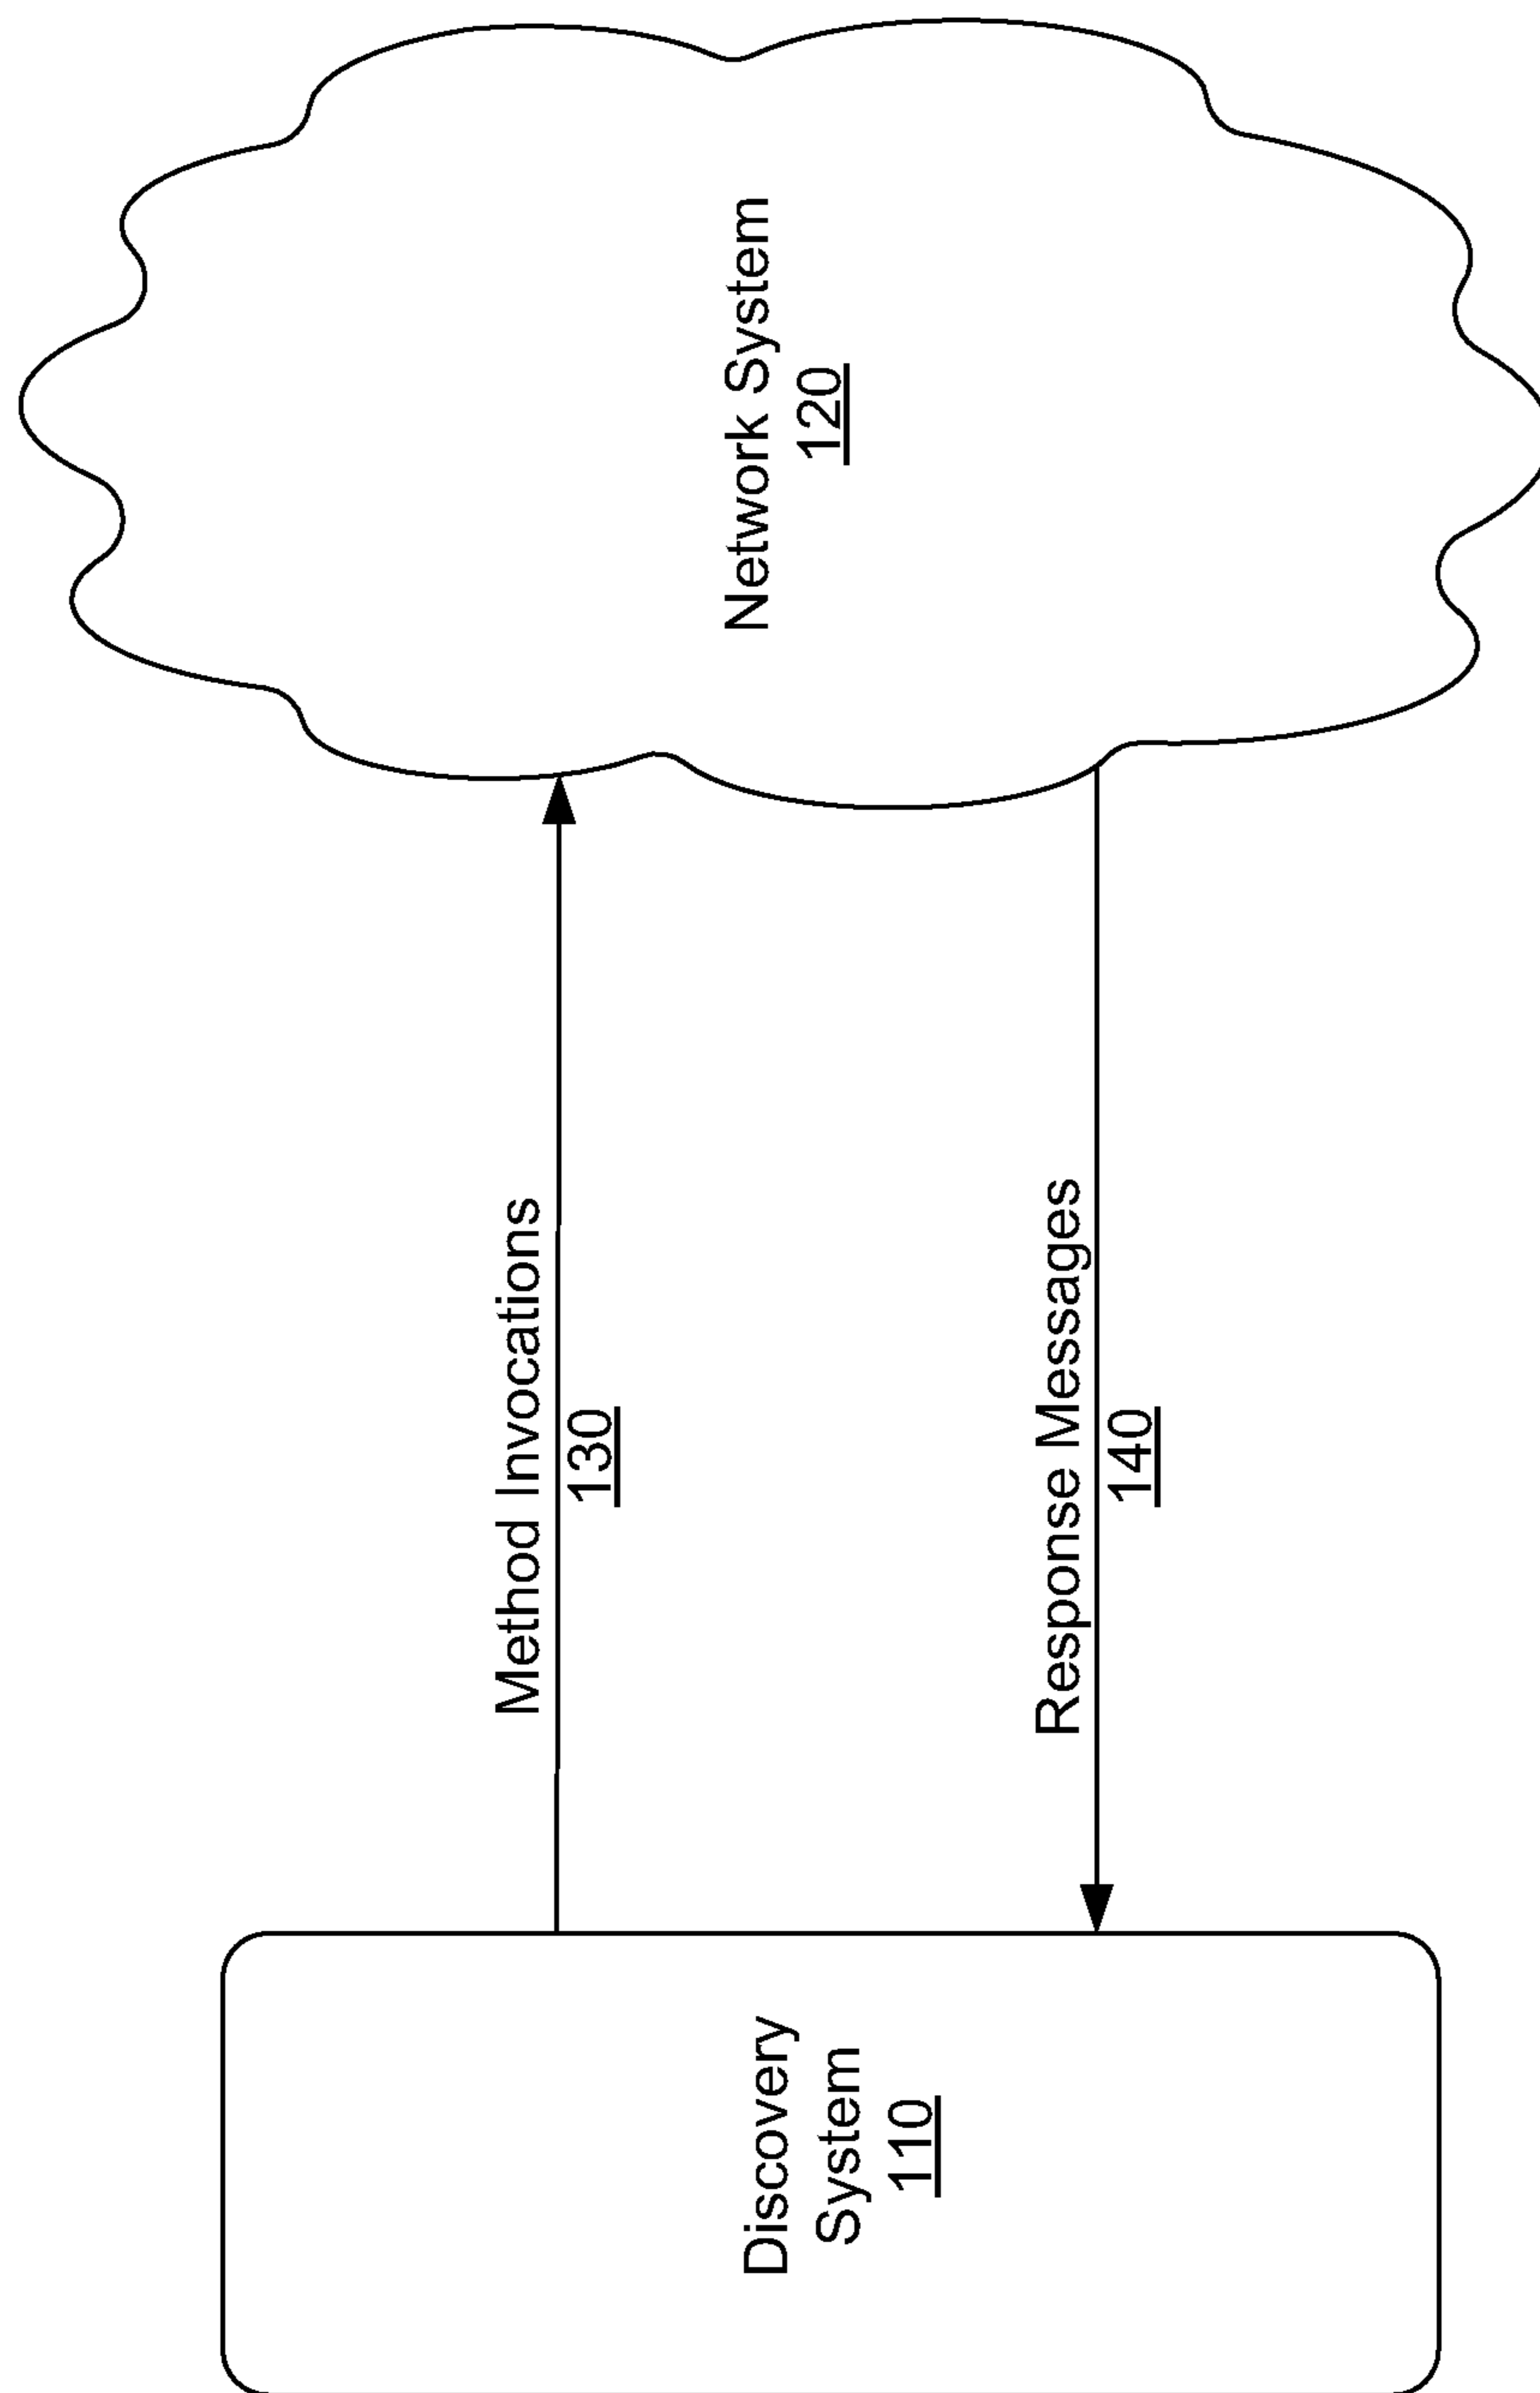 Discovery
System
110
Method Invocations
130
Response Messages
140
Network System
120